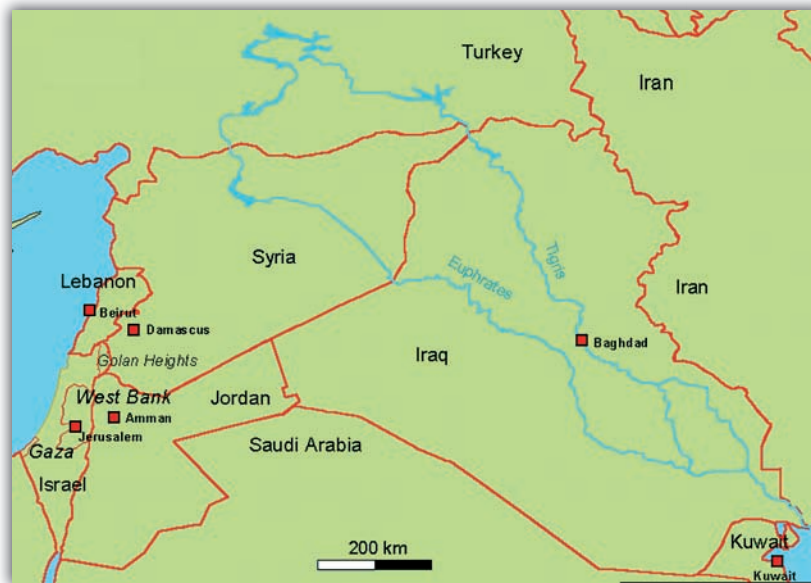 Turkey
Iran
Syria
Euphrates
Tigris
Iran
Lebanon
Beirut
Damascus
Baghdad
Golan Heights
Iraq
West Bank
Jordan
Amman
Jerusalem
Saudi Arabia
Gaza
Israel
200 km
Kuwait
Kuwait